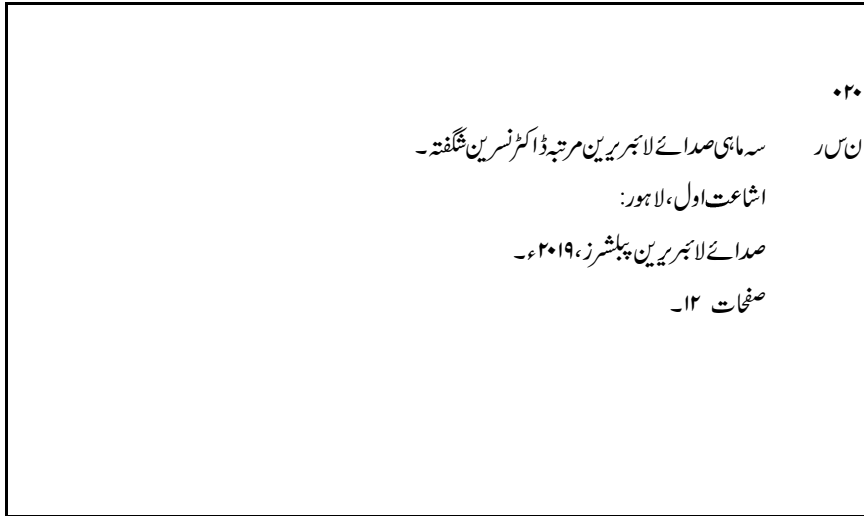 ۰۲۰
ن س ر سہ ماہی صدائے لائبریرین مرتبہ ڈاکٹر نسرین شگفتہ۔
اشاعت اول، لاہور:
صدائے لائبریرین پبلشرز، ۲۰۱۹ء۔
صفحات ۱۲۔